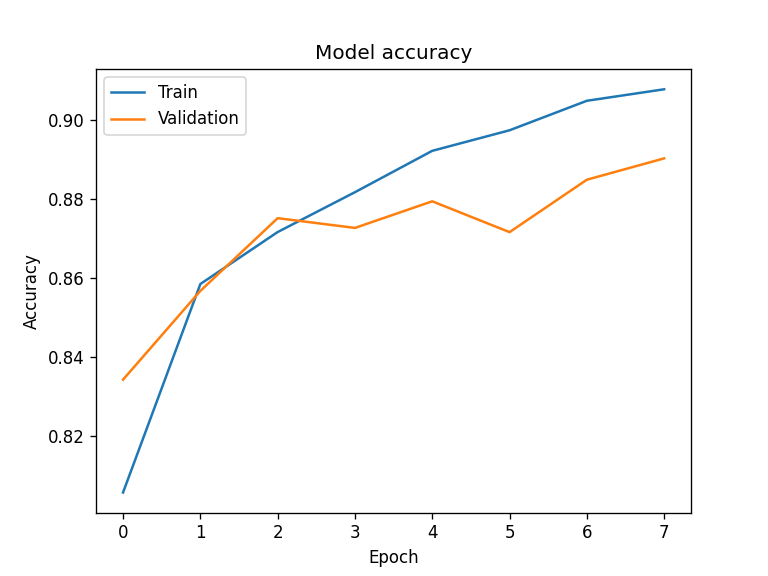 Model accuracy
Train
Validation
0.90
0.88
0.86
0.84
0.82
Accuracy
0 1 2 3 4 5 6 7
Epoch